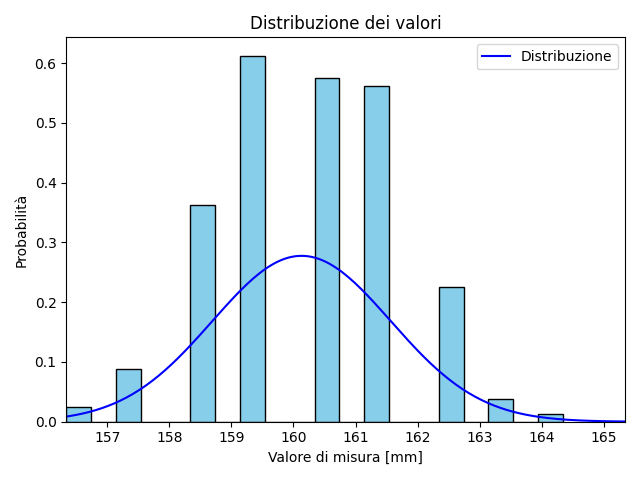 Distribuzione dei valori
Distribuzione
0.6
0.5
0.4
0.3
0.2
0.1
0.0
Probabilità
157 158 159 160 161 162 163 164 165
Valore di misura [mm]